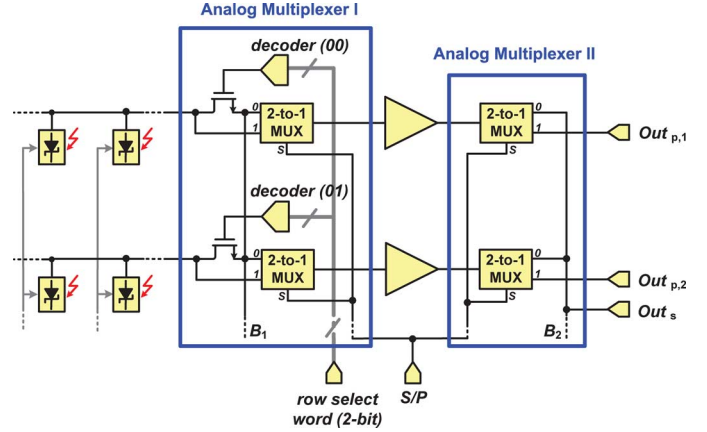 Analog Multiplexer I
Analog Multiplexer II
decoder (00)
0
2-to-1
MUX
1
S
0
2-to-1
MUX
1
S
Out p,1
decoder (01)
0
2-to-1
MUX
1
S
0
2-to-1
MUX
1
S
Out p,2
Out s
B1
B2
row select
word (2-bit)
S/P